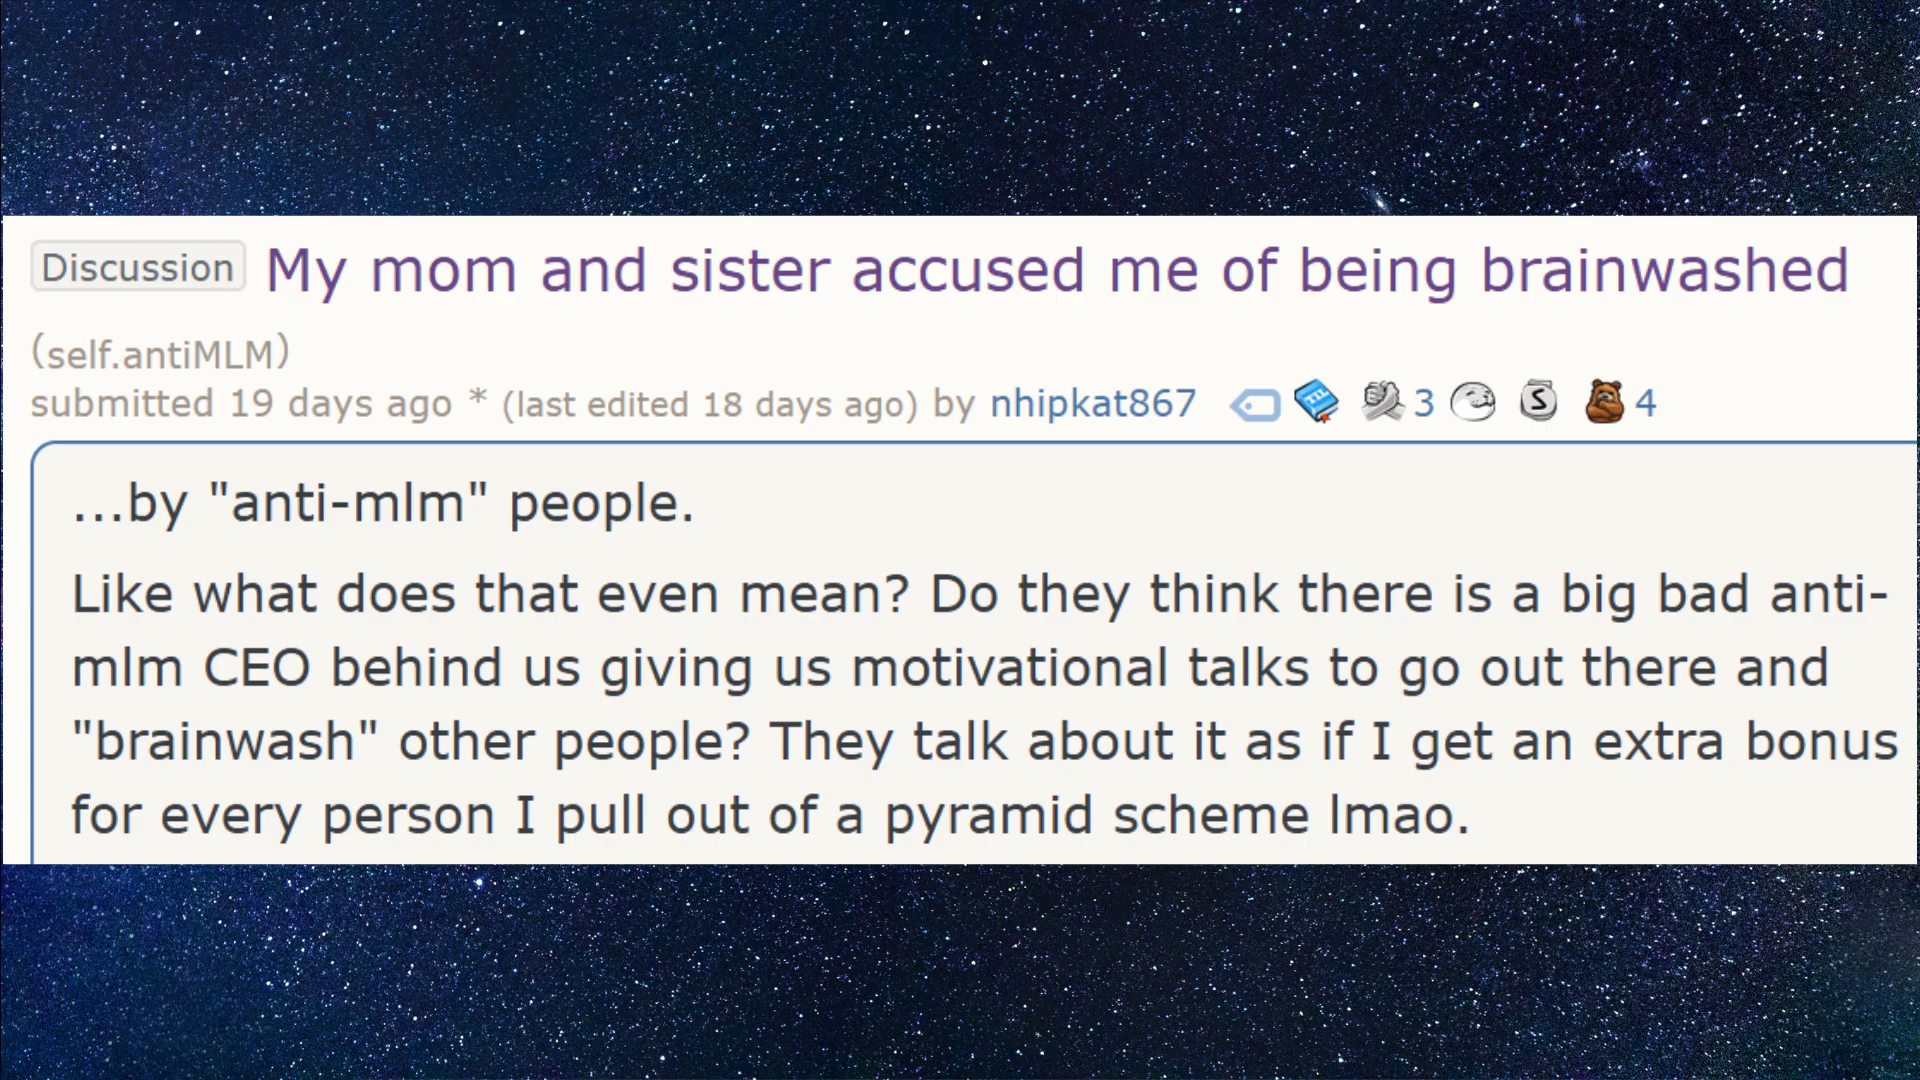 Discussion My mom and sister accused me of being brainwashed
(self.antiMLM)
submitted 19 days ago * (last edited 18 days ago) by nhipkat867 TIL 3 S 4
...by "anti-mlm" people.
Like what does that even mean? Do they think there is a big bad anti-
mlm CEO behind us giving us motivational talks to go out there and
"brainwash" other people? They talk about it as if I get an extra bonus
for every person I pull out of a pyramid scheme lmao.